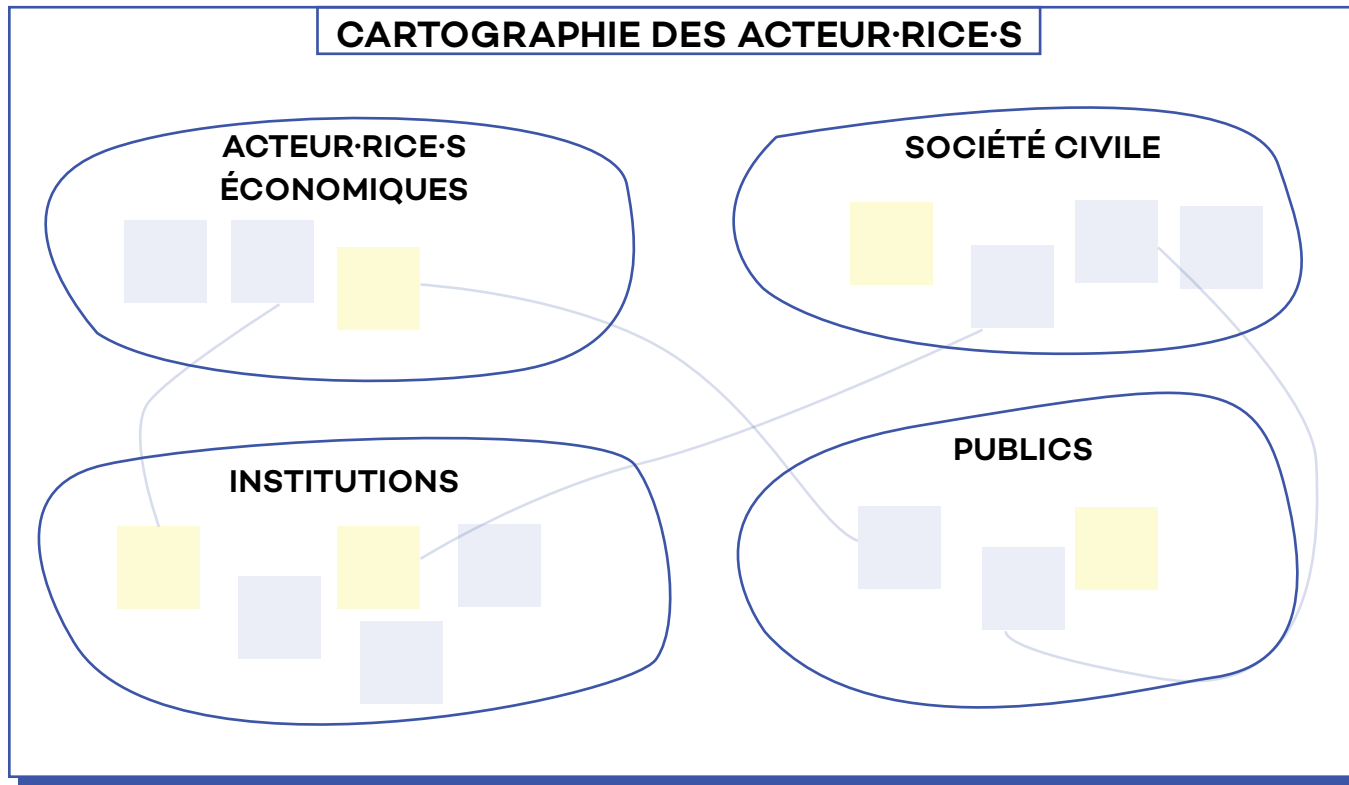 CARTOGRAPHIE DES ACTEUR·RICE·S
ACTEUR·RICE·S
ÉCONOMIQUES
SOCIÉTÉ CIVILE
INSTITUTIONS
PUBLICS